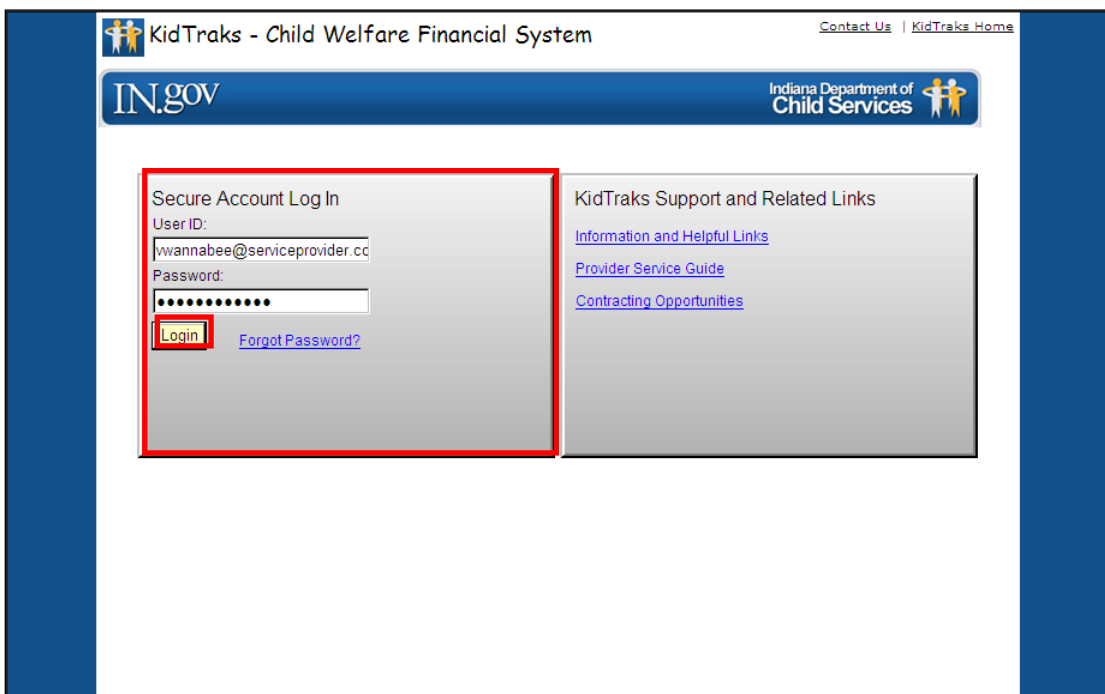 KidTraks - Child Welfare Financial System
Contact Us | KidTraks Home
IN.gov
Indiana Department of
Child Services
Secure Account Log In
User ID:
vwannabee@serviceprovider.cc
Password:
••••••••••••
Login
Forgot Password?
KidTraks Support and Related Links
Information and Helpful Links
Provider Service Guide
Contracting Opportunities